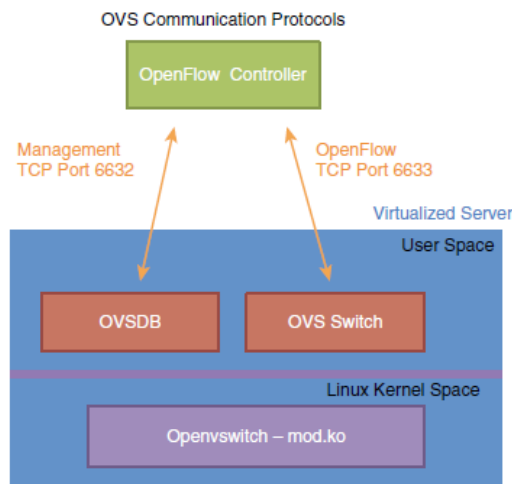 OVS Communication Protocols
OpenFlow Controller
Management
TCP Port 6632
OpenFlow
TCP Port 6633
Virtualized Server
User Space
OVSDB
OVS Switch
Linux Kernel Space
Openvswitch – mod.ko